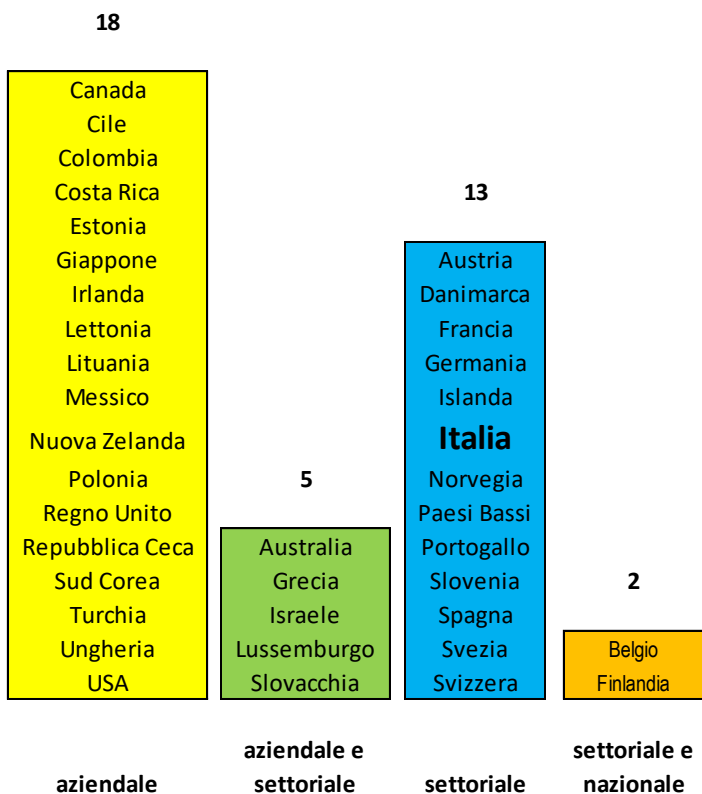 18
Canada
Cile
Colombia
Costa Rica
Estonia
Giappone
Irlanda
Lettonia
Lituania
Messico
Nuova Zelanda
Polonia
Regno Unito
Repubblica Ceca
Sud Corea
Turchia
Ungheria
USA
aziendale
5
Australia
Grecia
Israele
Lussemburgo
Slovacchia
aziendale e
settoriale
13
Austria
Danimarca
Francia
Germania
Islanda
Italia
Norvegia
Paesi Bassi
Portogallo
Slovenia
Spagna
Svezia
Svizzera
settoriale
2
Belgio
Finlandia
settoriale e
nazionale